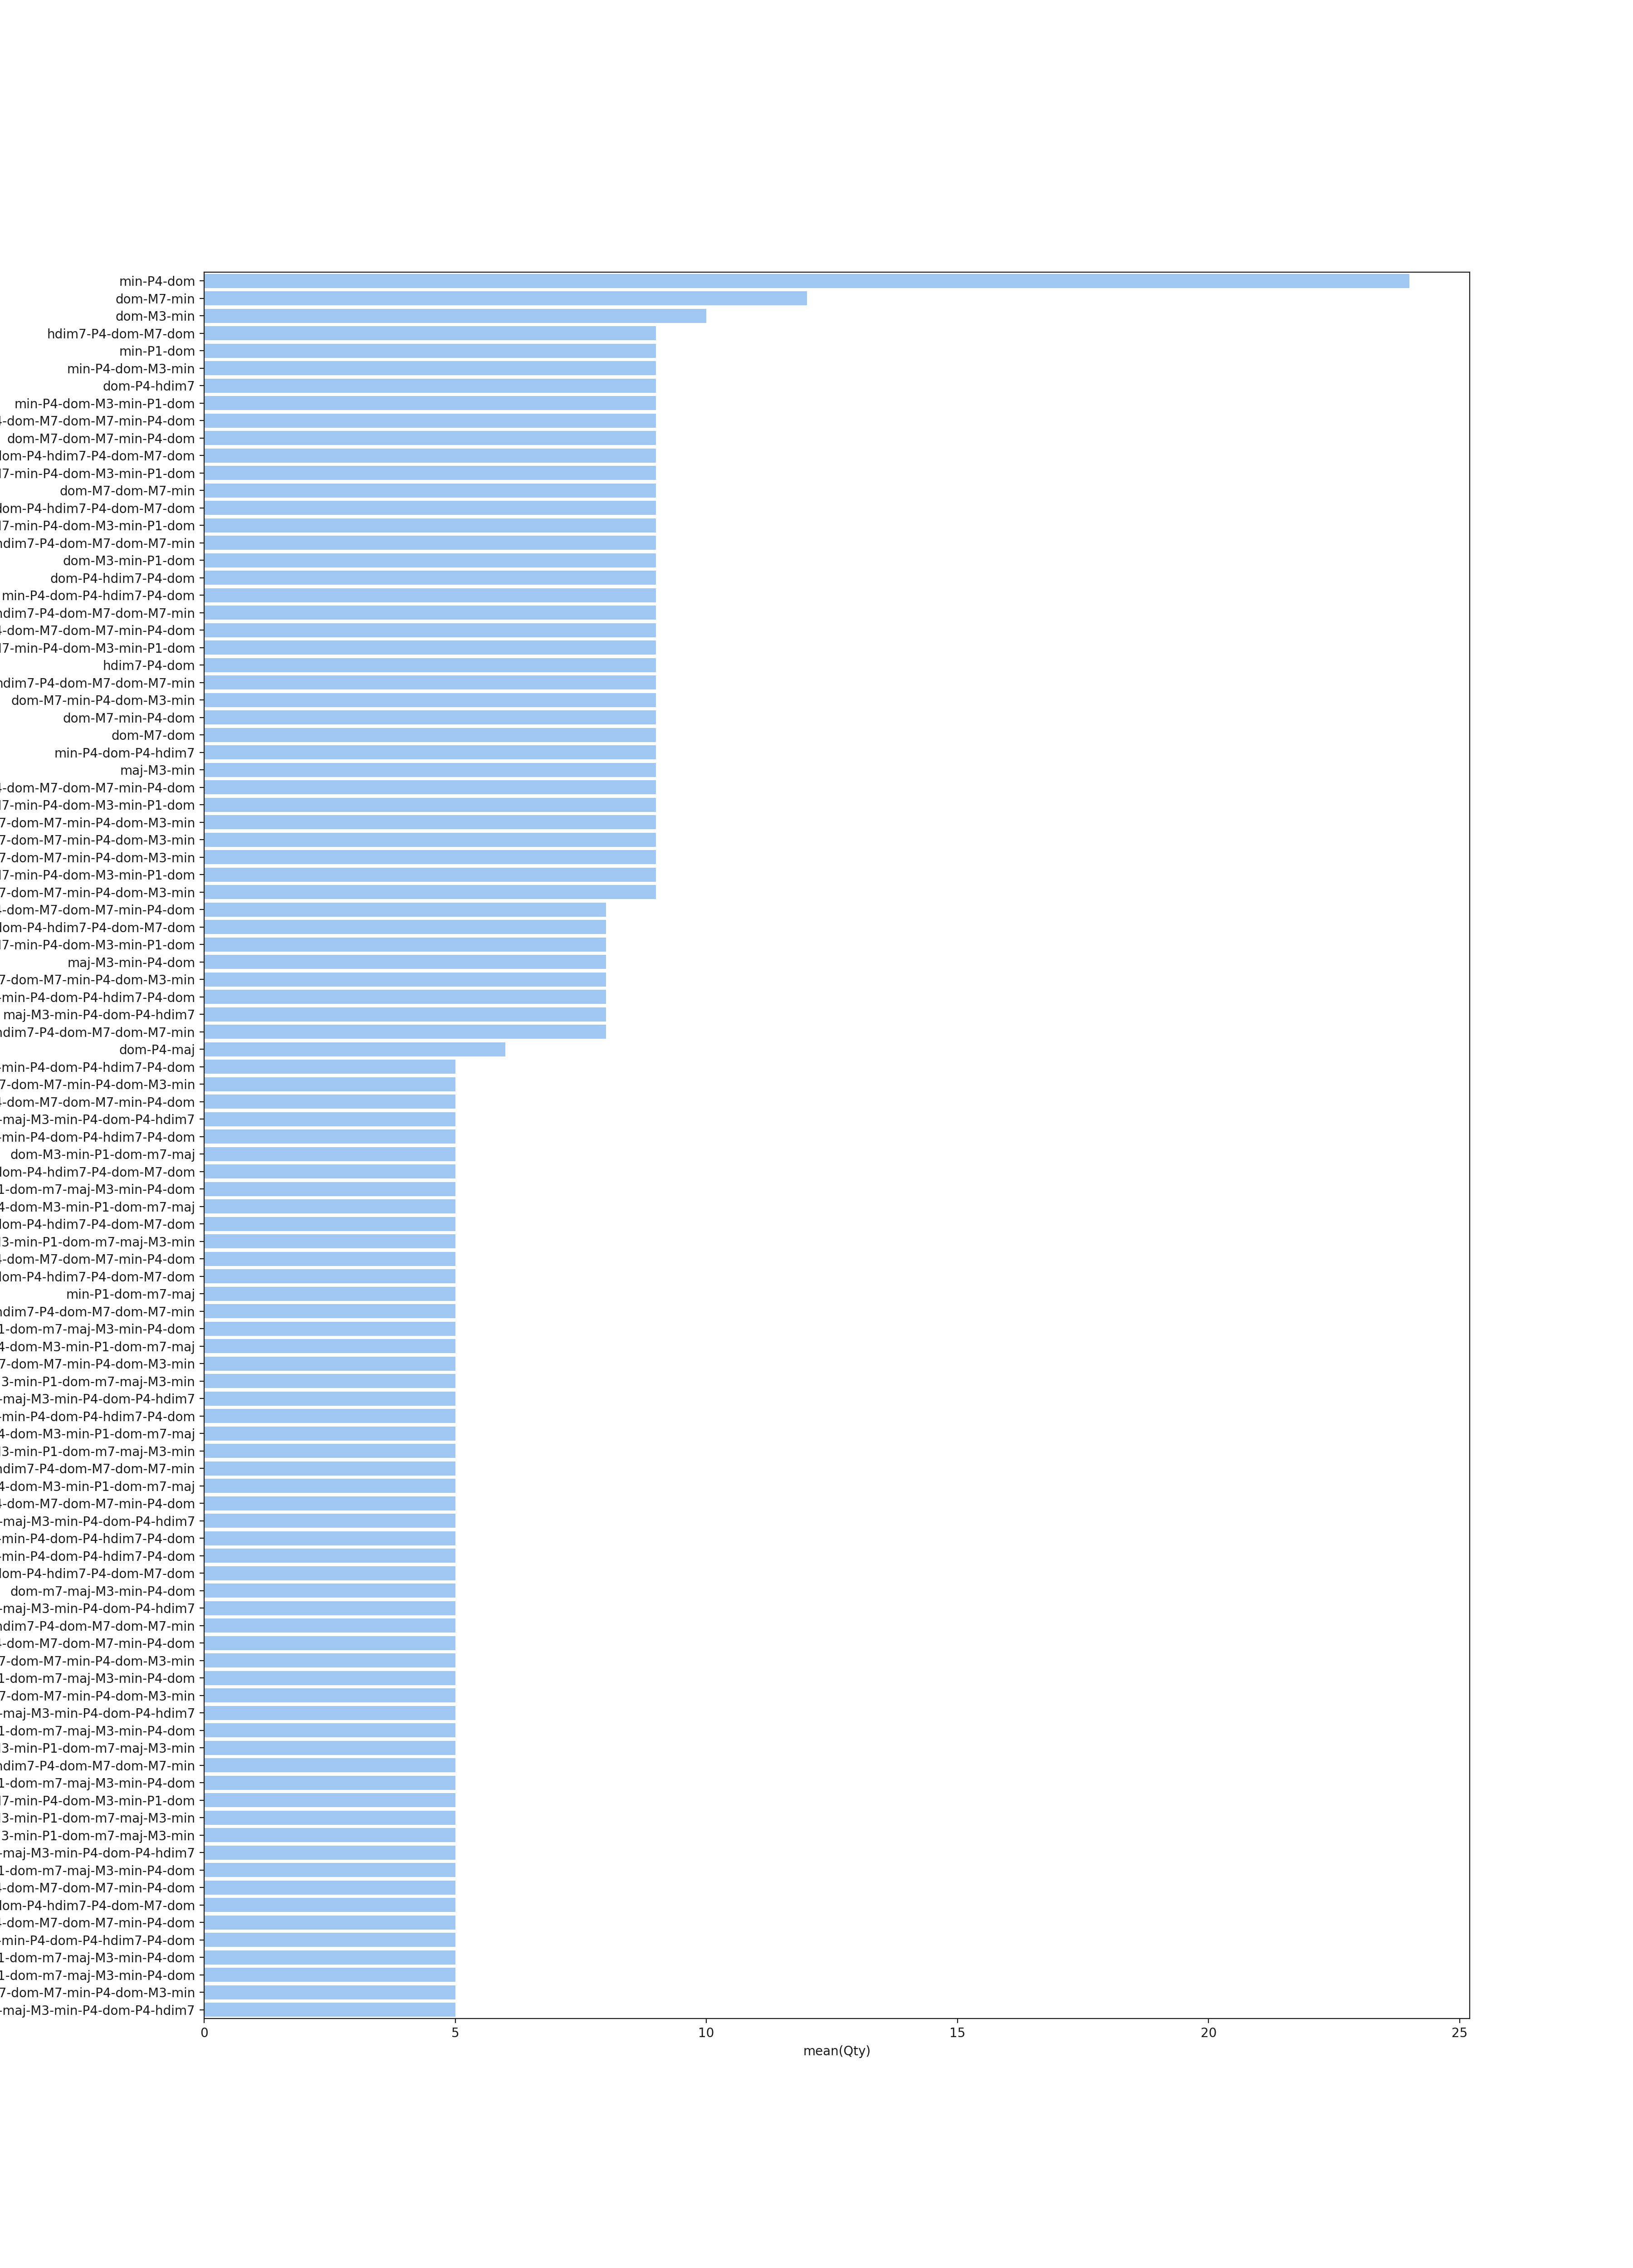 min-P4-dom
dom-M7-min
dom-M3-min
hdim7-P4-dom-M7-dom
min-P1-dom
min-P4-dom-M3-min
dom-P4-hdim7
min-P4-dom-M3-min-P1-dom
-dom-M7-dom-M7-min-P4-dom
dom-M7-dom-M7-min-P4-dom
dom-P4-hdim7-P4-dom-M7-dom
7-min-P4-dom-M3-min-P1-dom
dom-M7-dom-M7-min
dom-P4-hdim7-P4-dom-M7-dom
7-min-P4-dom-M3-min-P1-dom
hdim7-P4-dom-M7-dom-M7-min
dom-M3-min-P1-dom
dom-P4-hdim7-P4-dom
min-P4-dom-P4-hdim7-P4-dom
hdim7-P4-dom-M7-dom-M7-min
-dom-M7-dom-M7-min-P4-dom
7-min-P4-dom-M3-min-P1-dom
hdim7-P4-dom
hdim7-P4-dom-M7-dom-M7-min
dom-M7-min-P4-dom-M3-min
dom-M7-min-P4-dom
dom-M7-dom
min-P4-dom-P4-hdim7
maj-M3-min
4-dom-M7-dom-M7-min-P4-dom
7-min-P4-dom-M3-min-P1-dom
7-dom-M7-min-P4-dom-M3-min
7-dom-M7-min-P4-dom-M3-min
7-dom-M7-min-P4-dom-M3-min
7-min-P4-dom-M3-min-P1-dom
7-dom-M7-min-P4-dom-M3-min
-dom-M7-dom-M7-min-P4-dom
dom-P4-hdim7-P4-dom-M7-dom
7-min-P4-dom-M3-min-P1-dom
maj-M3-min-P4-dom
7-dom-M7-min-P4-dom-M3-min
-min-P4-dom-P4-hdim7-P4-dom
maj-M3-min-P4-dom-P4-hdim7
hdim7-P4-dom-M7-dom-M7-min
dom-P4-maj
-min-P4-dom-P4-hdim7-P4-dom
7-dom-M7-min-P4-dom-M3-min
-dom-M7-dom-M7-min-P4-dom
-maj-M3-min-P4-dom-P4-hdim7
-min-P4-dom-P4-hdim7-P4-dom
dom-M3-min-P1-dom-m7-maj
dom-P4-hdim7-P4-dom-M7-dom
1-dom-m7-maj-M3-min-P4-dom
4-dom-M3-min-P1-dom-m7-maj
dom-P4-hdim7-P4-dom-M7-dom
3-min-P1-dom-m7-maj-M3-min
-dom-M7-dom-M7-min-P4-dom
dom-P4-hdim7-P4-dom-M7-dom
min-P1-dom-m7-maj
hdim7-P4-dom-M7-dom-M7-min
1-dom-m7-maj-M3-min-P4-dom
4-dom-M3-min-P1-dom-m7-maj
7-dom-M7-min-P4-dom-M3-min
3-min-P1-dom-m7-maj-M3-min
-maj-M3-min-P4-dom-P4-hdim7
-min-P4-dom-P4-hdim7-P4-dom
4-dom-M3-min-P1-dom-m7-maj
3-min-P1-dom-m7-maj-M3-min
hdim7-P4-dom-M7-dom-M7-min
4-dom-M3-min-P1-dom-m7-maj
-dom-M7-dom-M7-min-P4-dom
-maj-M3-min-P4-dom-P4-hdim7
-min-P4-dom-P4-hdim7-P4-dom
-min-P4-dom-P4-hdim7-P4-dom
dom-P4-hdim7-P4-dom-M7-dom
dom-m7-maj-M3-min-P4-dom
-maj-M3-min-P4-dom-P4-hdim7
hdim7-P4-dom-M7-dom-M7-min
-dom-M7-dom-M7-min-P4-dom
7-dom-M7-min-P4-dom-M3-min
1-dom-m7-maj-M3-min-P4-dom
7-dom-M7-min-P4-dom-M3-min
-maj-M3-min-P4-dom-P4-hdim7
1-dom-m7-maj-M3-min-P4-dom
3-min-P1-dom-m7-maj-M3-min
hdim7-P4-dom-M7-dom-M7-min
1-dom-m7-maj-M3-min-P4-dom
7-min-P4-dom-M3-min-P1-dom
3-min-P1-dom-m7-maj-M3-min
3-min-P1-dom-m7-maj-M3-min
-maj-M3-min-P4-dom-P4-hdim7
1-dom-m7-maj-M3-min-P4-dom
4-dom-M7-dom-M7-min-P4-dom
dom-P4-hdim7-P4-dom-M7-dom
-dom-M7-dom-M7-min-P4-dom
-min-P4-dom-P4-hdim7-P4-dom
1-dom-m7-maj-M3-min-P4-dom
1-dom-m7-maj-M3-min-P4-dom
7-dom-M7-min-P4-dom-M3-min
-maj-M3-min-P4-dom-P4-hdim7
0 5 10 15 20 25
mean(Qty)